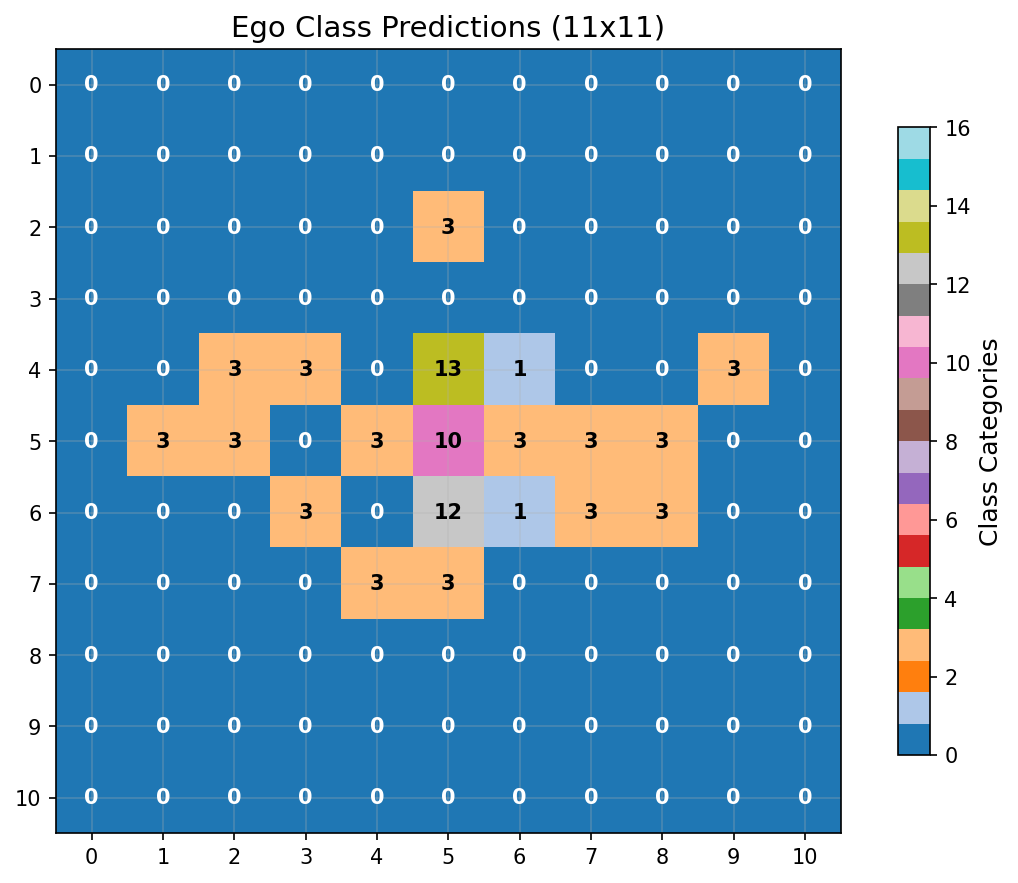 Ego Class Predictions (11x11)
0 0 0 0 0 0 0 0 0 0 0 0
1 0 0 0 0 0 0 0 0 0 0 0
2 0 0 0 0 0 3 0 0 0 0 0
3 0 0 0 0 0 0 0 0 0 0 0
4 0 0 3 3 0 13 1 0 0 3 0
5 0 3 3 0 3 10 3 3 3 0 0
6 0 0 0 3 0 12 1 3 3 0 0
7 0 0 0 0 3 3 0 0 0 0 0
8 0 0 0 0 0 0 0 0 0 0 0
9 0 0 0 0 0 0 0 0 0 0 0
10 0 0 0 0 0 0 0 0 0 0 0
0 1 2 3 4 5 6 7 8 9 10
16
14
12
10
8
6
4
2
0
Class Categories